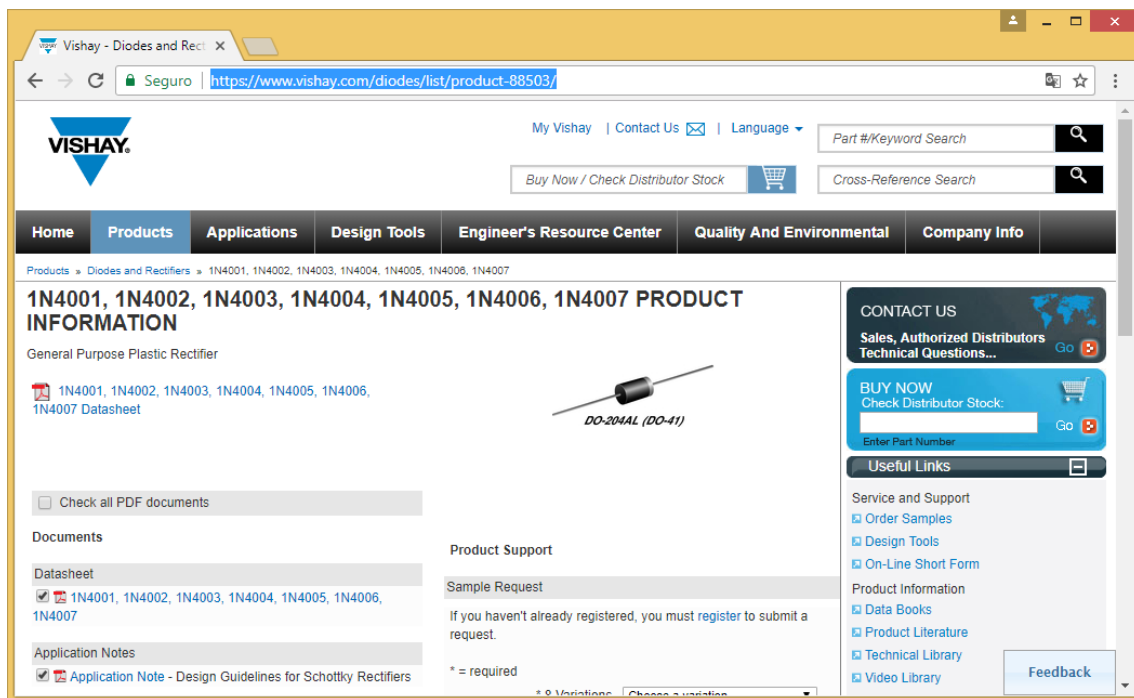 Vishay - Diodes and Rect
Seguro
https://www.vishay.com/diodes/list/product-88503/
VISHAY.
My Vishay | Contact Us | Language
Part #/Keyword Search
Buy Now / Check Distributor Stock
Cross-Reference Search
Home Products Applications Design Tools Engineer's Resource Center Quality And Environmental Company Info
Products » Diodes and Rectifiers » 1N4001, 1N4002, 1N4003, 1N4004, 1N4005, 1N4006, 1N4007
1N4001, 1N4002, 1N4003, 1N4004, 1N4005, 1N4006, 1N4007 PRODUCT
INFORMATION
General Purpose Plastic Rectifier
1N4001, 1N4002, 1N4003, 1N4004, 1N4005, 1N4006,
1N4007 Datasheet
DO-204AL (DO-41)
Check all PDF documents
Documents
Datasheet
1N4001, 1N4002, 1N4003, 1N4004, 1N4005, 1N4006,
1N4007
Application Notes
Application Note - Design Guidelines for Schottky Rectifiers
Product Support
Sample Request
If you haven't already registered, you must register to submit a
request.
* = required
* 8 Variations Choose a variation
CONTACT US
Sales, Authorized Distributors
Technical Questions...
Go
BUY NOW
Check Distributor Stock:
Go
Enter Part Number
Useful Links
Service and Support
Order Samples
Design Tools
On-Line Short Form
Product Information
Data Books
Product Literature
Technical Library
Video Library
Feedback